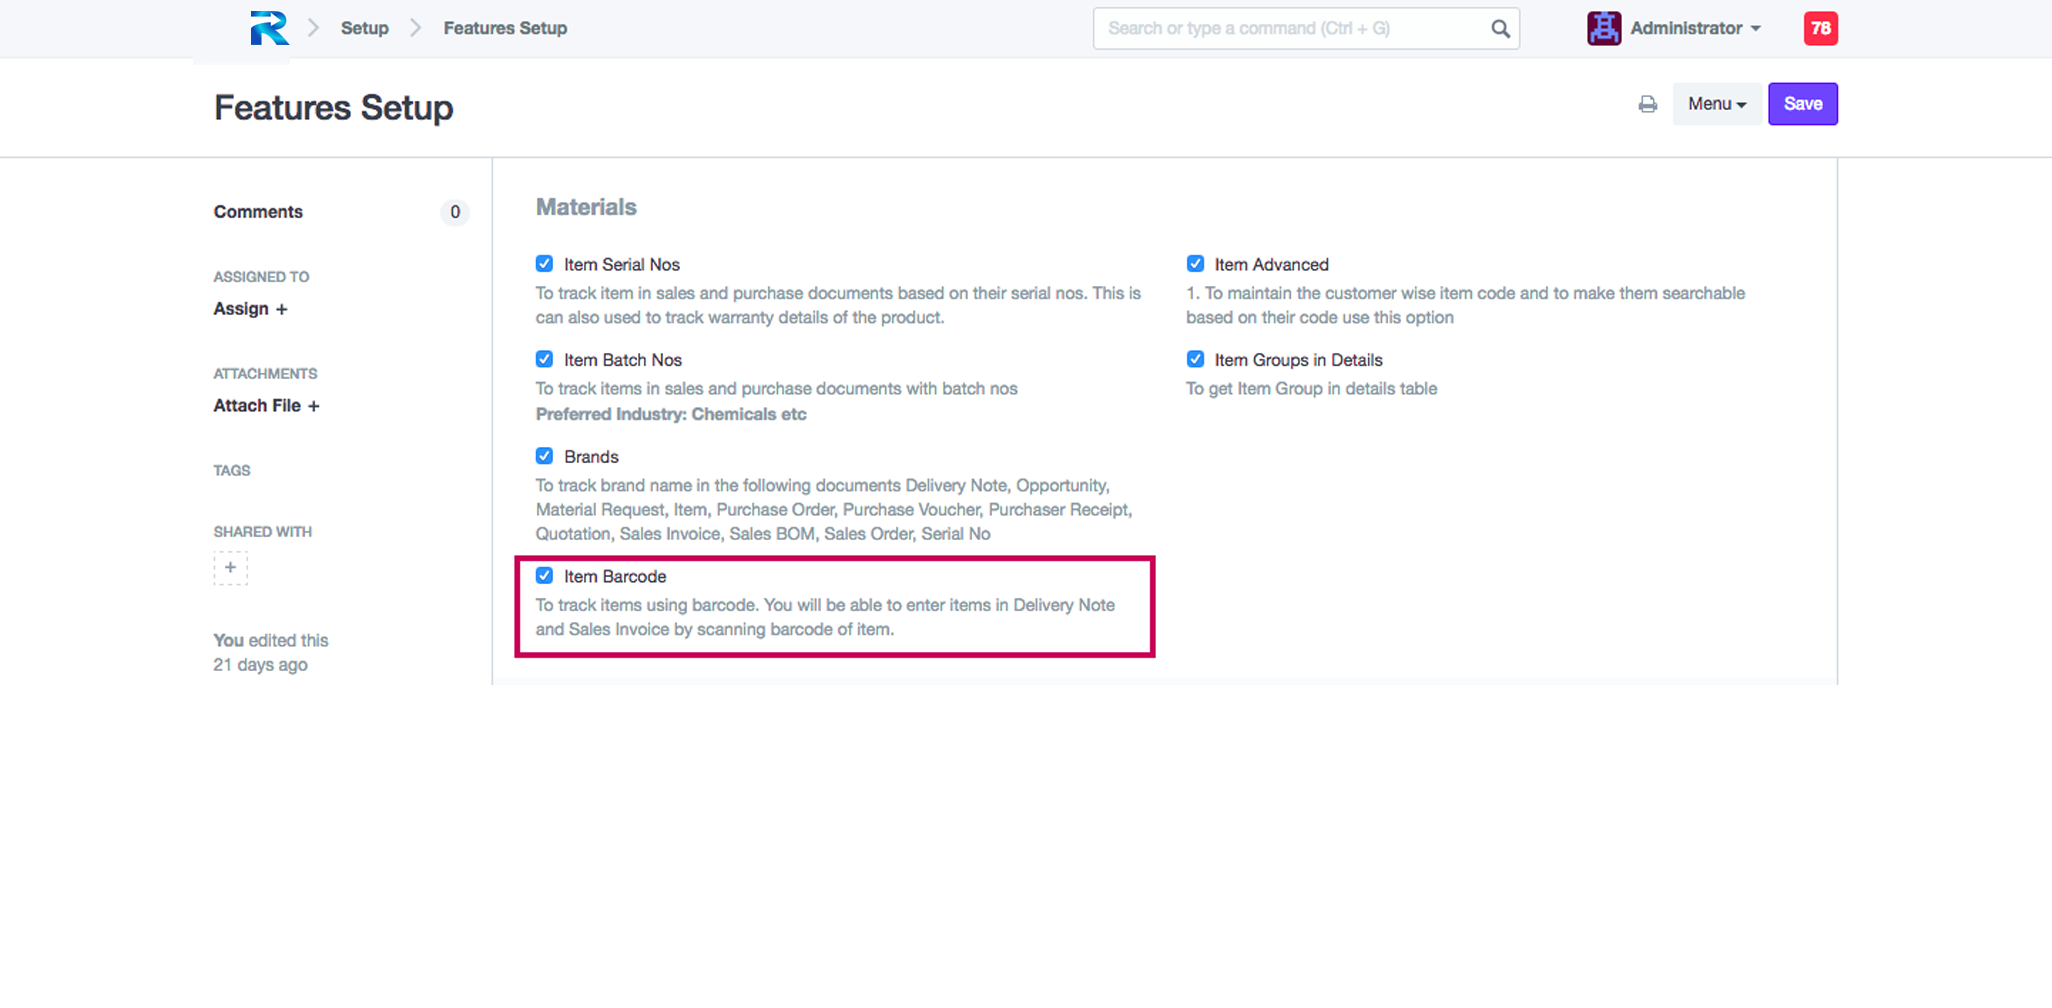 Setup
Features Setup
Search or type a command (Ctrl + G)
Administrator
78
Features Setup
Menu
Save
Comments
0
ASSIGNED TO
Assign +
ATTACHMENTS
Attach File +
TAGS
SHARED WITH
+
You edited this
21 days ago
Materials
Item Serial Nos
To track item in sales and purchase documents based on their serial nos. This is
can also used to track warranty details of the product.
Item Batch Nos
To track items in sales and purchase documents with batch nos
Preferred Industry: Chemicals etc
Brands
To track brand name in the following documents Delivery Note, Opportunity,
Material Request, Item, Purchase Order, Purchase Voucher, Purchaser Receipt,
Quotation, Sales Invoice, Sales BOM, Sales Order, Serial No
Item Barcode
To track items using barcode. You will be able to enter items in Delivery Note
and Sales Invoice by scanning barcode of item.
Item Advanced
1. To maintain the customer wise item code and to make them searchable
based on their code use this option
Item Groups in Details
To get Item Group in details table